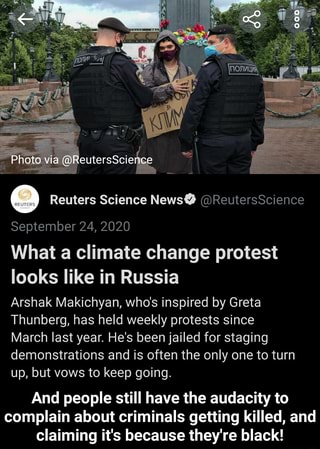 ПОЛИЦИЯ
КЛИМ
Photo via @ReutersScience
REUTERS
Reuters Science News @ReutersScience
September 24, 2020
What a climate change protest
looks like in Russia
Arshak Makichyan, who's inspired by Greta
Thunberg, has held weekly protests since
March last year. He's been jailed for staging
demonstrations and is often the only one to turn
up, but vows to keep going.
And people still have the audacity to
complain about criminals getting killed, and
claiming it's because they're black!